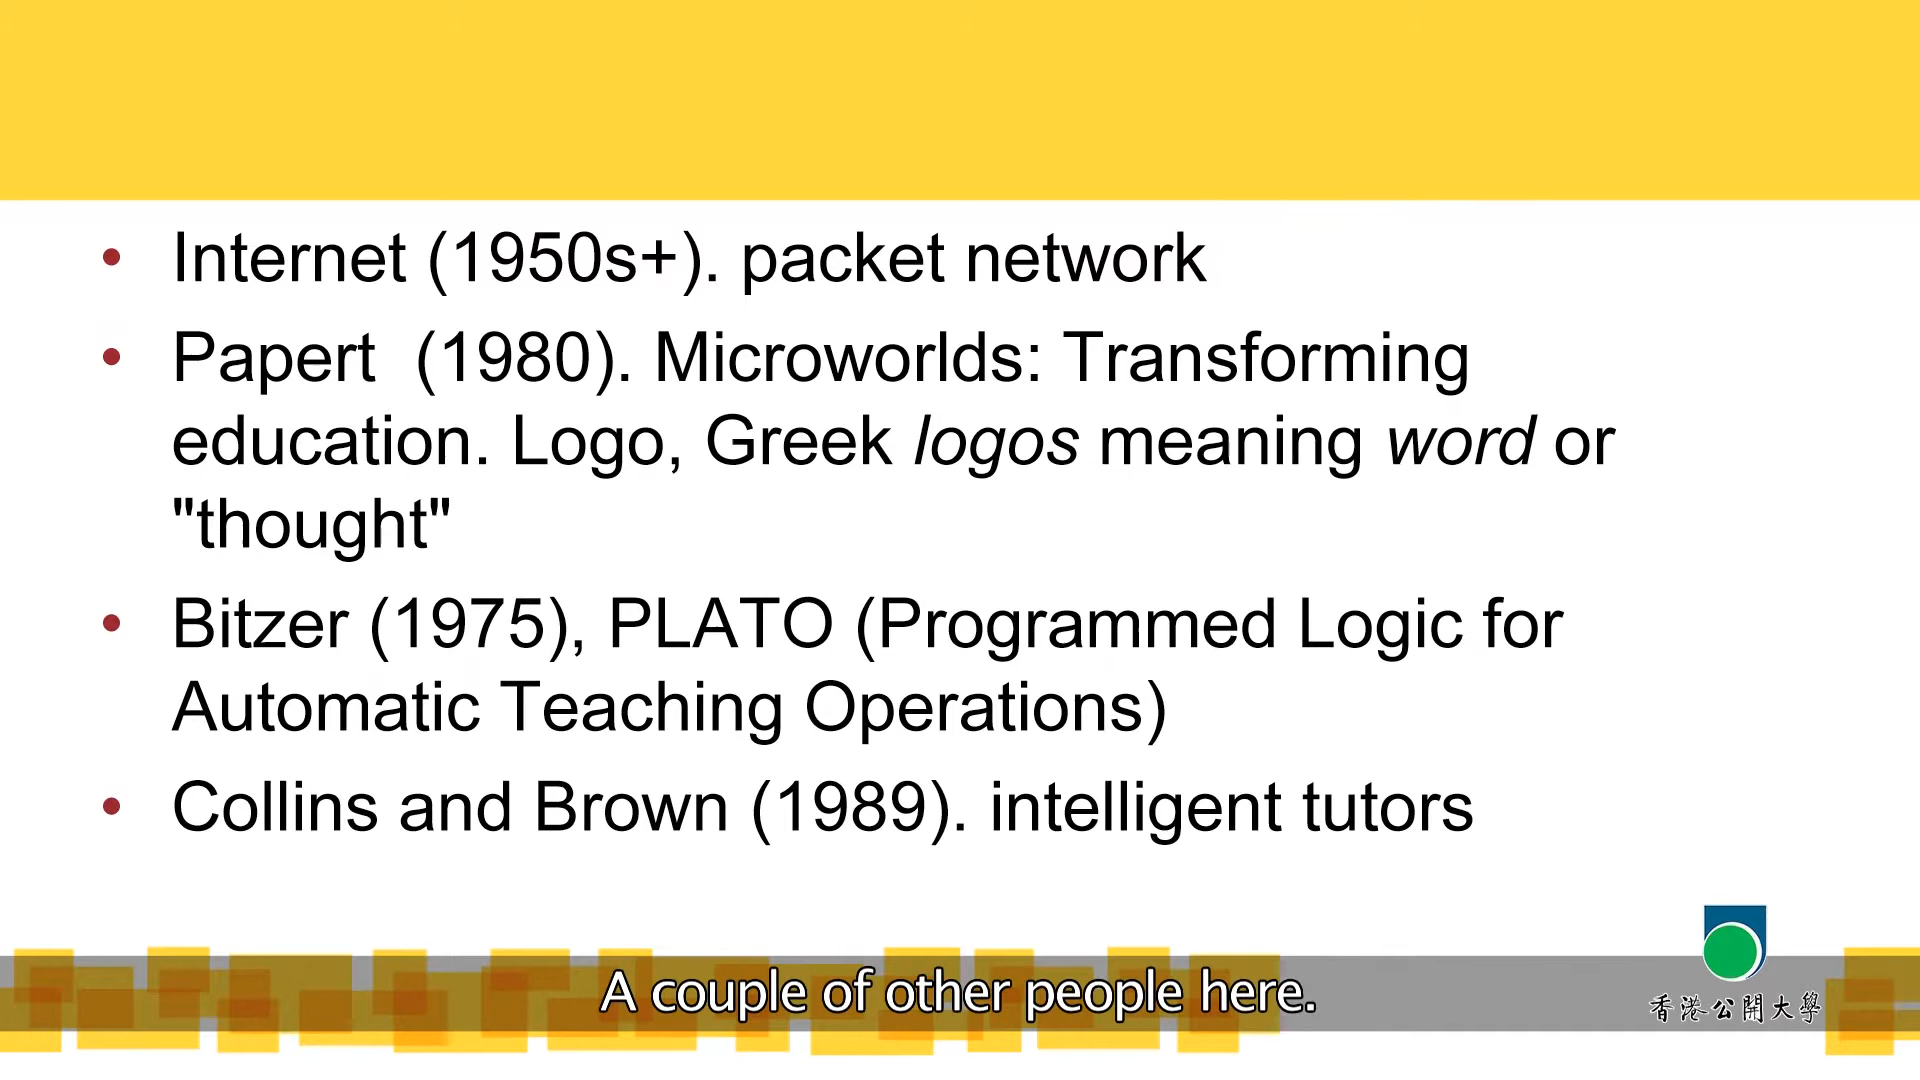 • Internet (1950s+). packet network
• Papert (1980). Microworlds: Transforming
education. Logo, Greek logos meaning word or
"thought"
• Bitzer (1975), PLATO (Programmed Logic for
Automatic Teaching Operations)
• Collins and Brown (1989). intelligent tutors
A couple of other people here.
香港公開大學